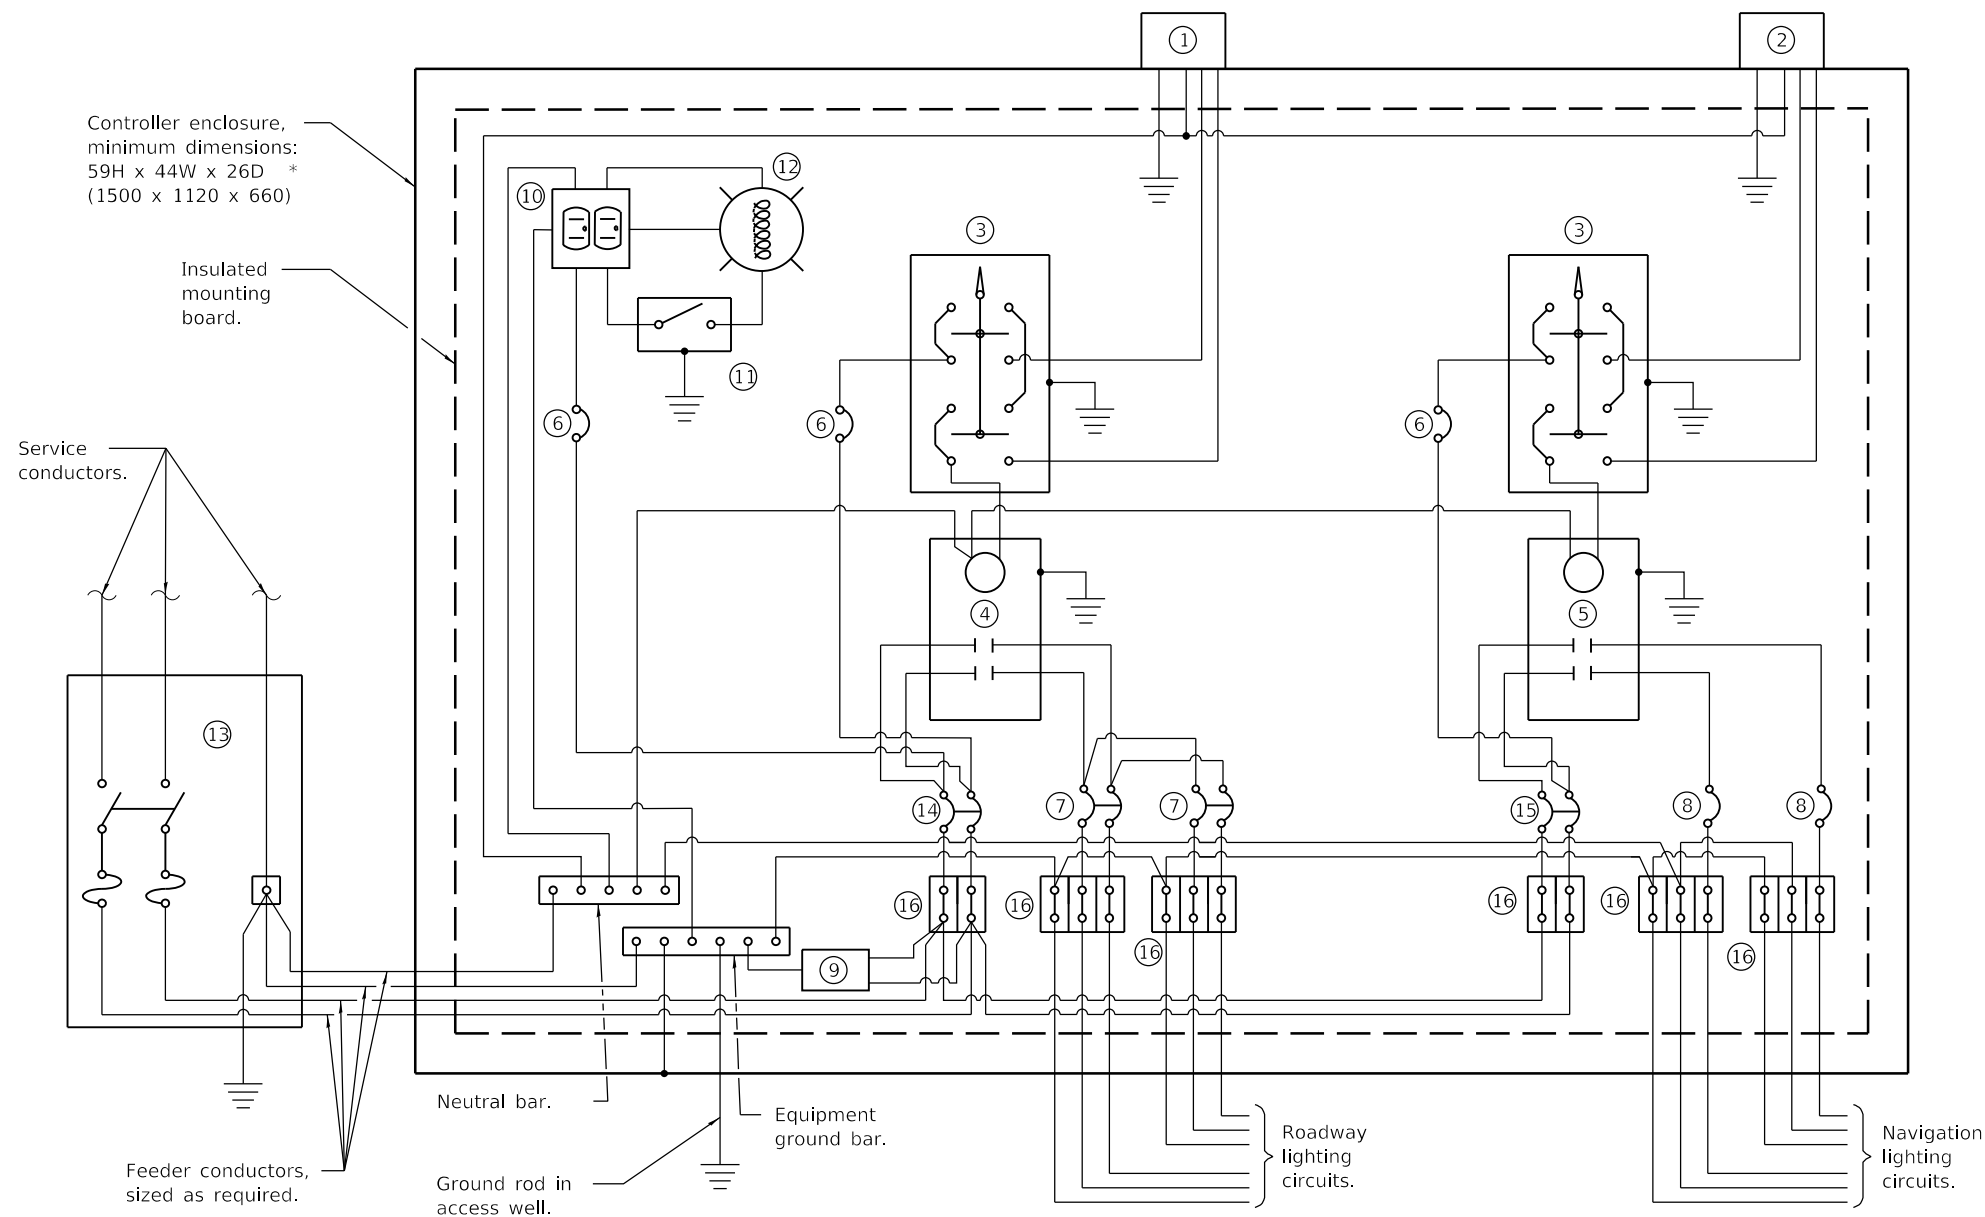 1
2
Controller enclosure,
minimum dimensions:
59H x 44W x 26D *
(1500 x 1120 x 660)
12
10
3
3
Insulated
mounting
board.
11
6
6
6
Service
conductors.
4
5
13
14
7
7
15
8
8
16
16
16
16
16
16
9
Neutral bar.
Equipment
ground bar.
Feeder conductors,
sized as required.
Ground rod in
access well.
Roadway
lighting
circuits.
Navigation
lighting
circuits.